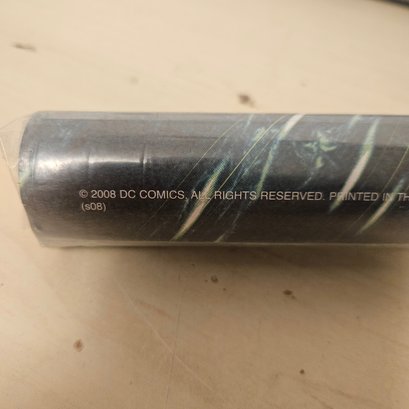 © 2008 DC COMICS. ALL RIGHTS RESERVED. PRINTED IN
(s08)